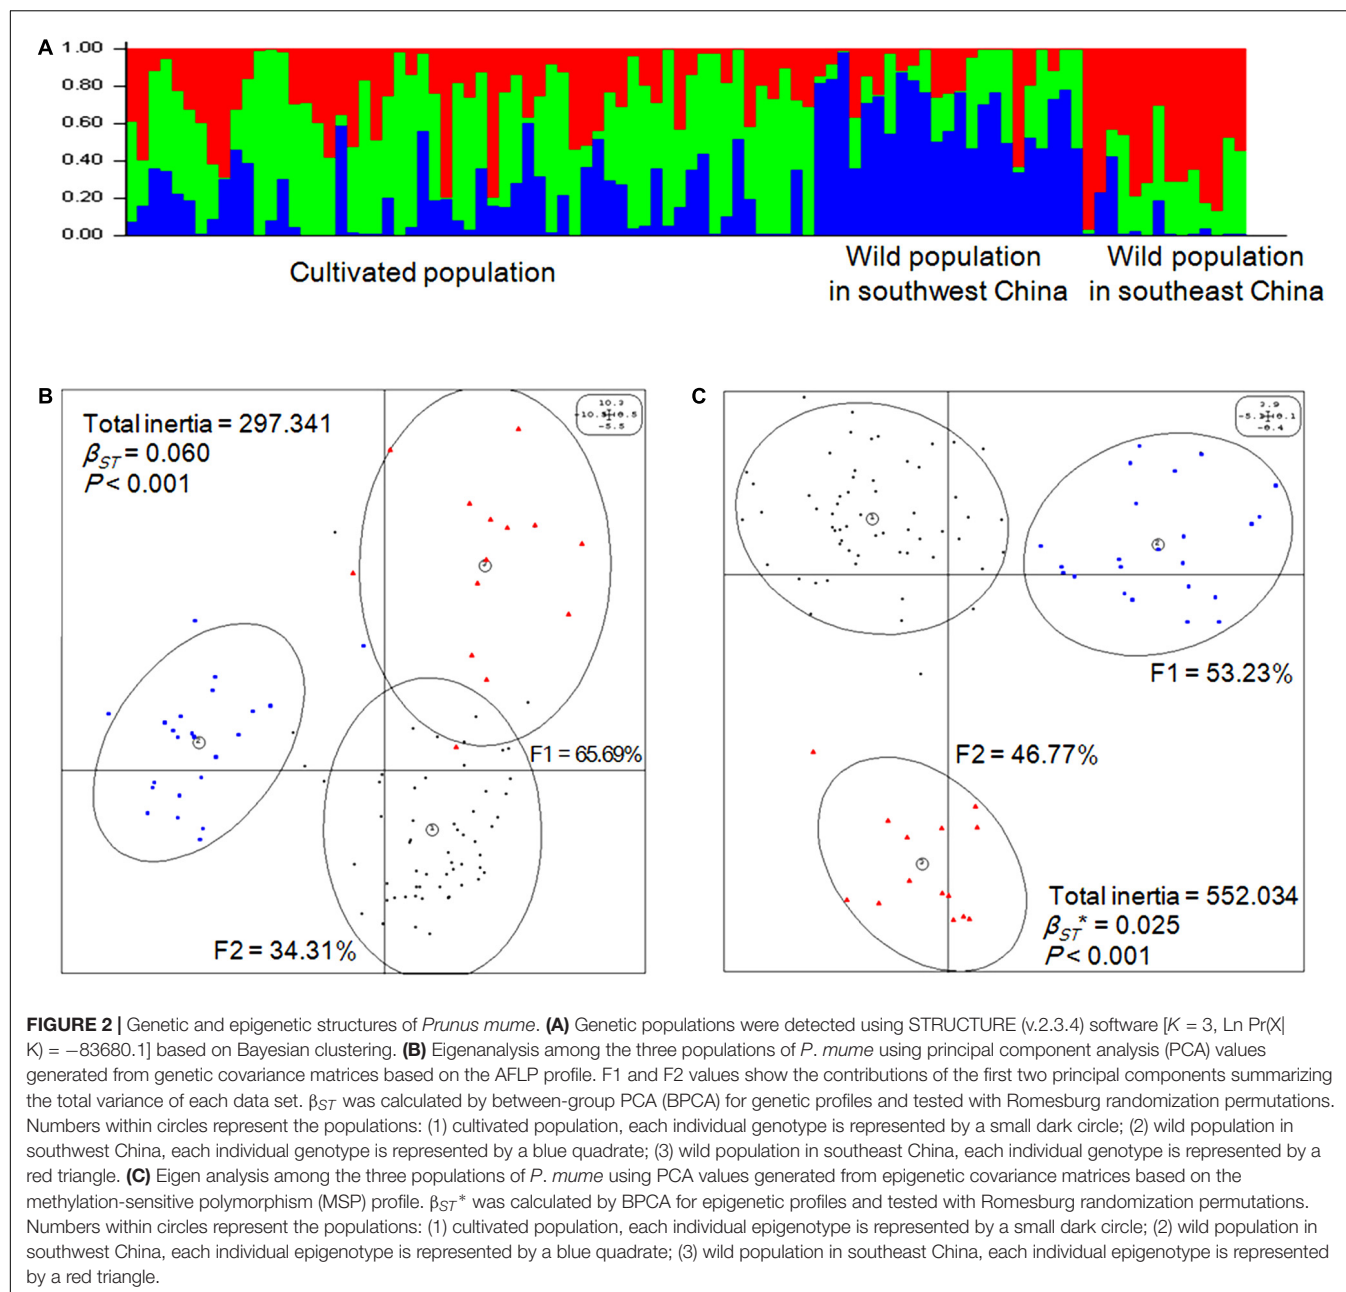 A
1.00
0.80
0.60
0.40
0.20
0.00
Cultivated population
Wild population
in southwest China
Wild population
in southeast China
B
Total inertia = 297.341
βST = 0.060
P < 0.001
10.2
-5.5
3
2
1
F1 = 65.69%
F2 = 34.31%
C
1
2
F1 = 53.23%
F2 = 46.77%
3
Total inertia = 552.034
βST* = 0.025
P < 0.001
FIGURE 2 | Genetic and epigenetic structures of Prunus mume. (A) Genetic populations were detected using STRUCTURE (v.2.3.4) software [K = 3, Ln Pr(X|
K) = −83680.1] based on Bayesian clustering. (B) Eigenanalysis among the three populations of P. mume using principal component analysis (PCA) values
generated from genetic covariance matrices based on the AFLP profile. F1 and F2 values show the contributions of the first two principal components summarizing
the total variance of each data set. βST was calculated by between-group PCA (BPCA) for genetic profiles and tested with Romesburg randomization permutations.
Numbers within circles represent the populations: (1) cultivated population, each individual genotype is represented by a small dark circle; (2) wild population in
southwest China, each individual genotype is represented by a blue quadrate; (3) wild population in southeast China, each individual genotype is represented by a
red triangle. (C) Eigen analysis among the three populations of P. mume using PCA values generated from epigenetic covariance matrices based on the
methylation-sensitive polymorphism (MSP) profile. βST* was calculated by BPCA for epigenetic profiles and tested with Romesburg randomization permutations.
Numbers within circles represent the populations: (1) cultivated population, each individual epigenotype is represented by a small dark circle; (2) wild population in
southwest China, each individual epigenotype is represented by a blue quadrate; (3) wild population in southeast China, each individual epigenotype is represented
by a red triangle.